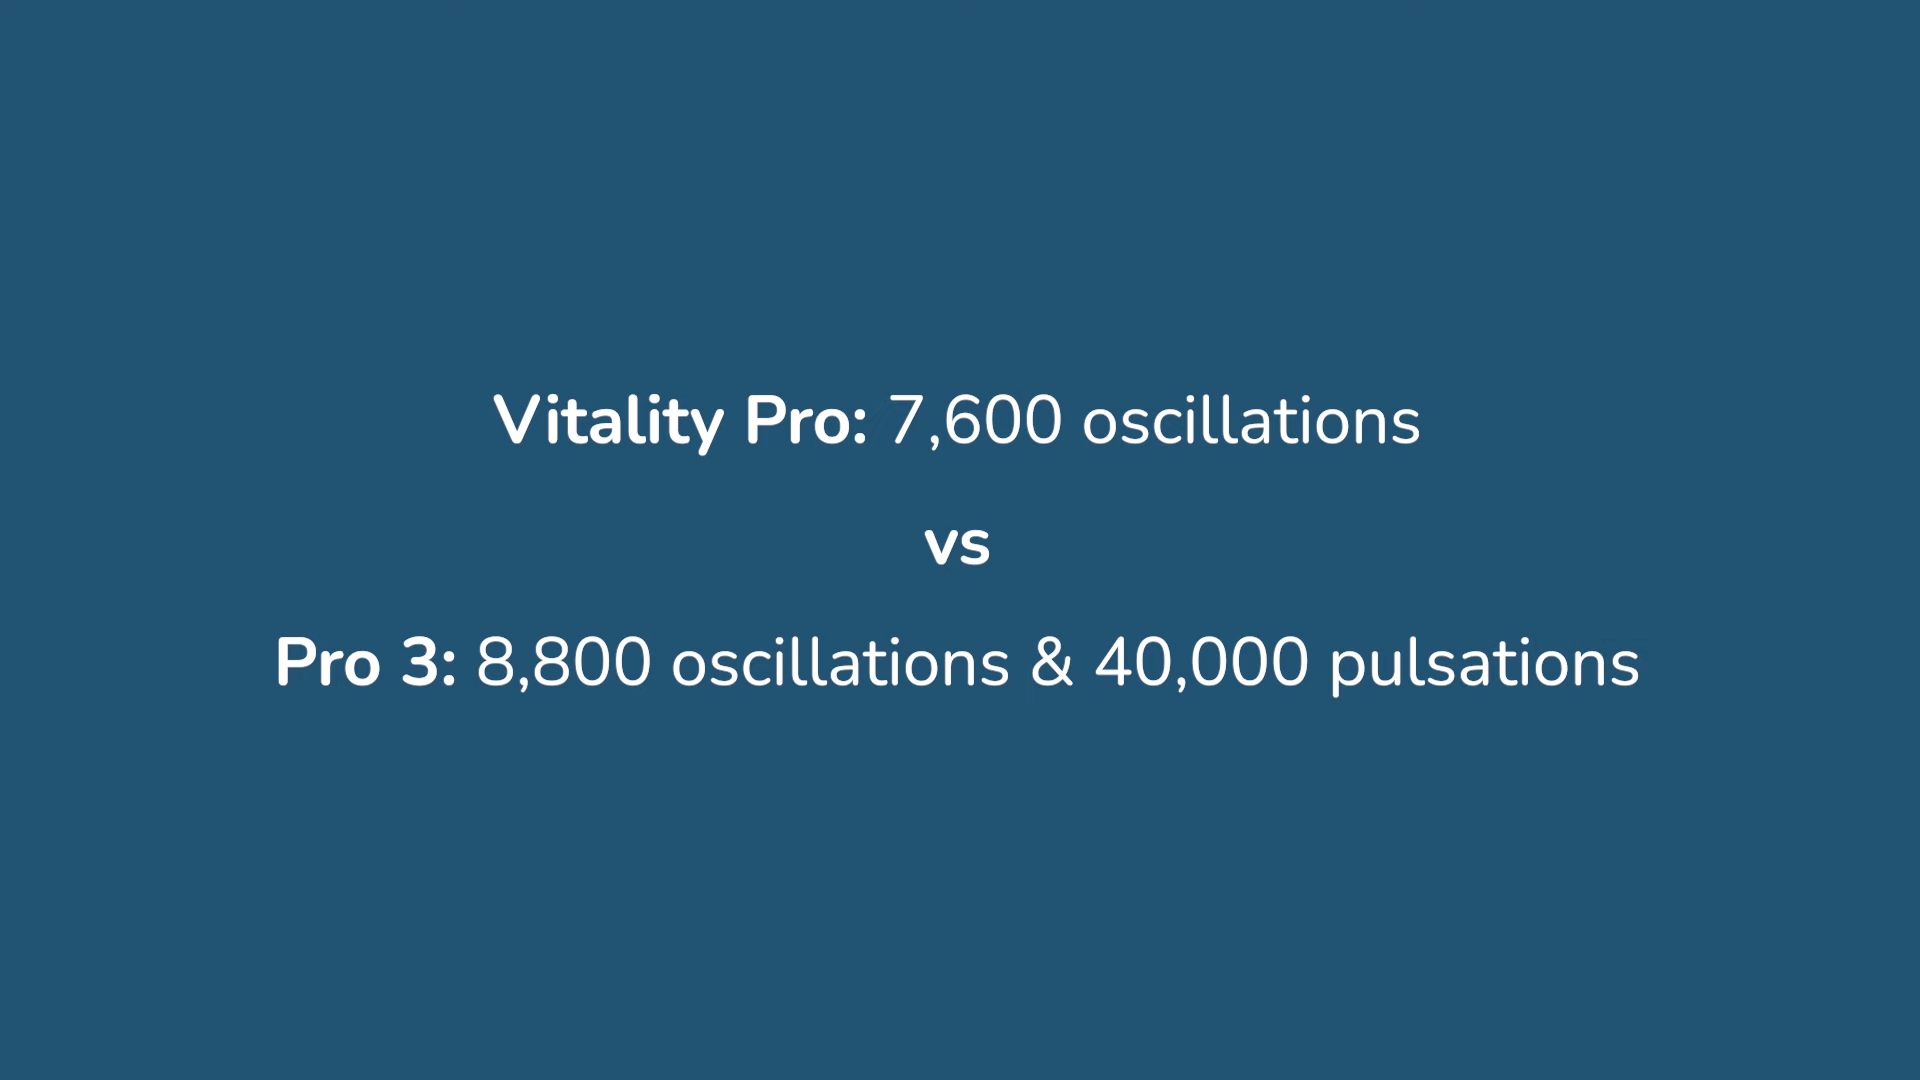 Vitality Pro: 7,600 oscillations
vs
Pro 3: 8,800 oscillations & 40,000 pulsations